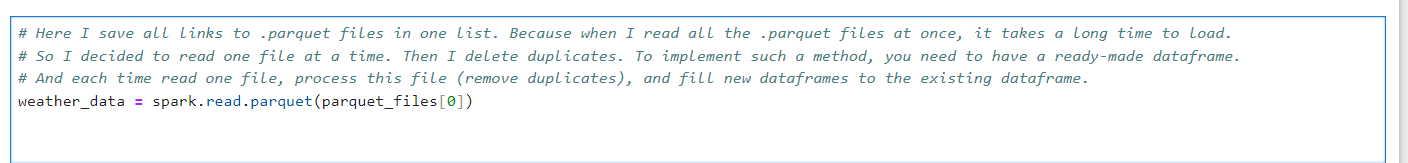 # Here I save all links to .parquet files in one list. Because when I read all the .parquet files at once, it takes a long time to load.
# So I decided to read one file at a time. Then I delete duplicates. To implement such a method, you need to have a ready-made dataframe.
# And each time read one file, process this file (remove duplicates), and fill new dataframes to the existing dataframe.
weather_data = spark.read.parquet(parquet_files[0])